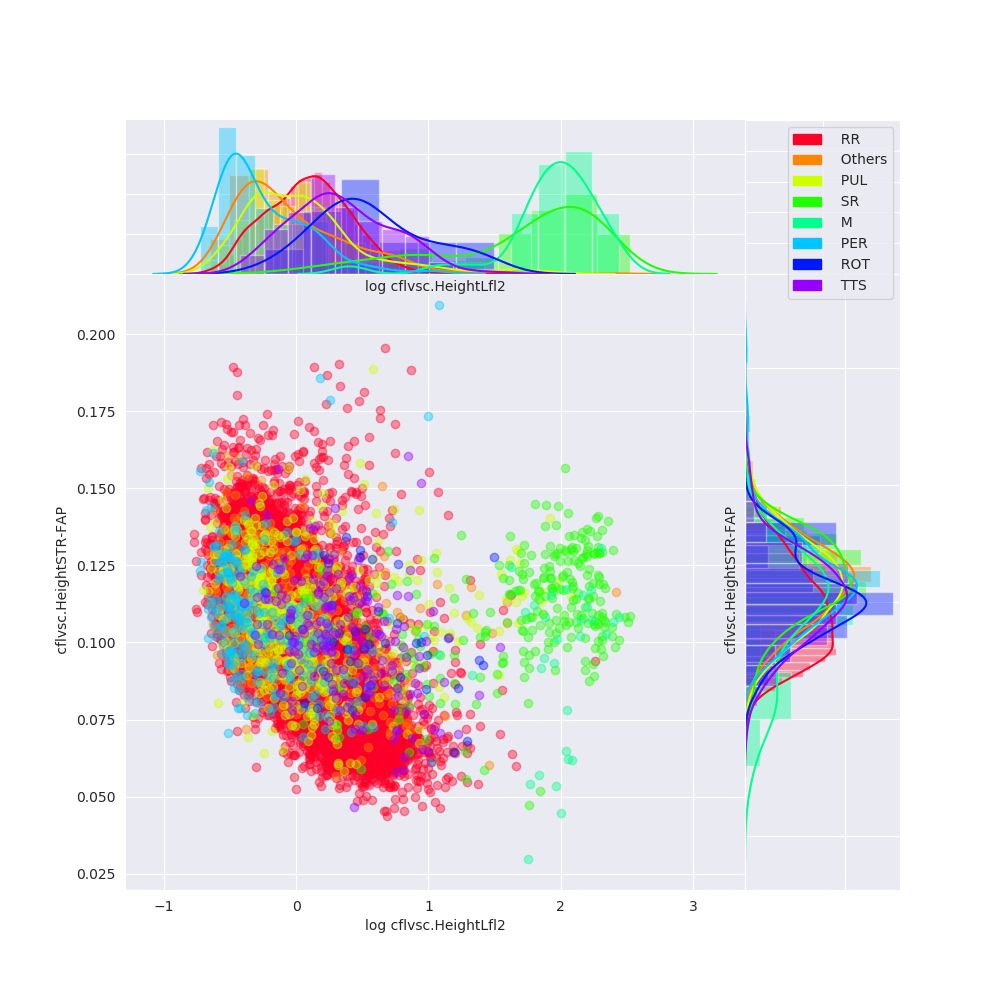 RR
Others
PUL
SR
M
PER
ROT
TTS
log cflvsc.HeightLfl2
0.200
0.175
0.150
0.125
0.100
0.075
0.050
0.025
cflvsc.HeightSTR-FAP
cflvsc.HeightSTR-FAP
−1
0
1
2
3
log cflvsc.HeightLfl2